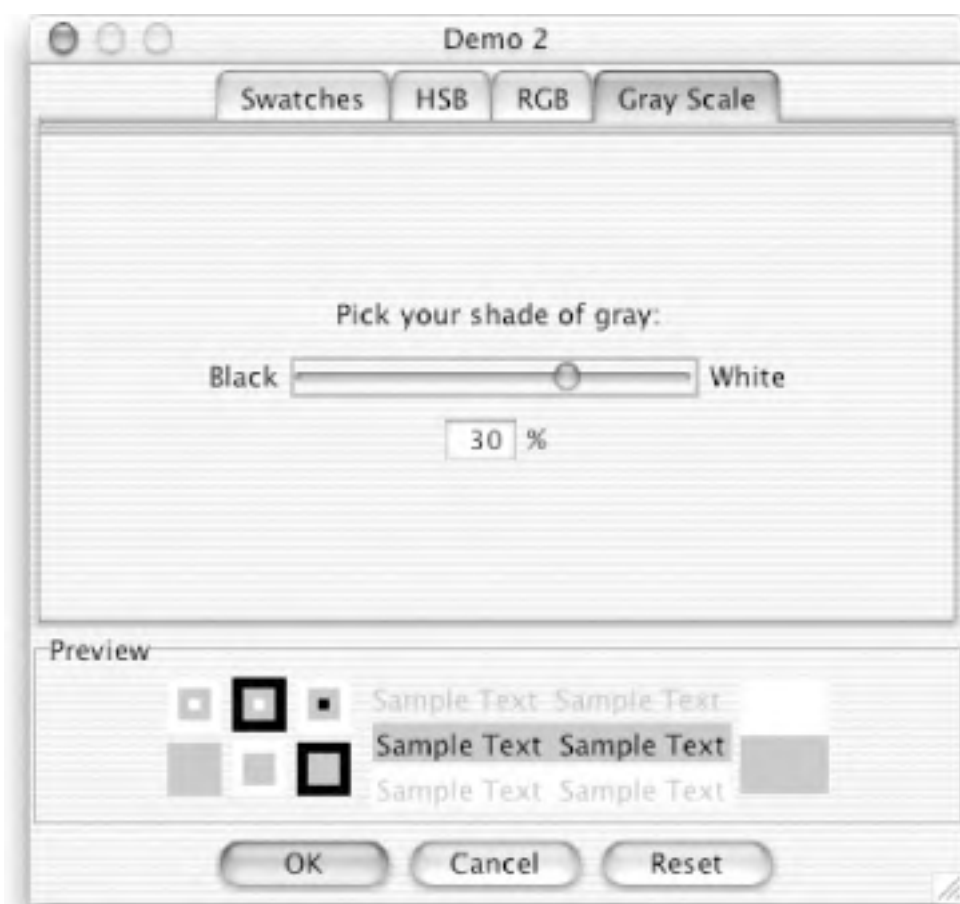 Demo 2
Swatches HSB RGB Gray Scale
Pick your shade of gray:
Black White
30 %
Preview
Sample Text Sample Text
Sample Text Sample Text
Sample Text Sample Text
OK Cancel Reset